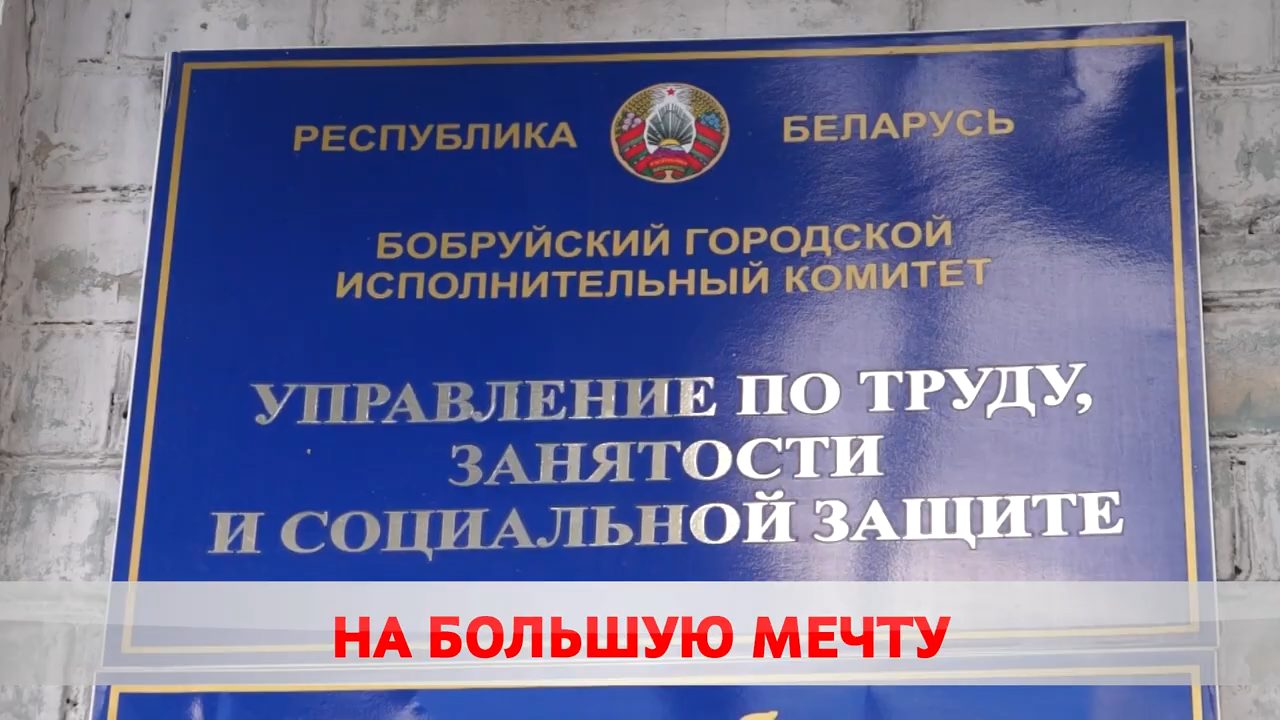 РЕСПУБЛИКА БЕЛАРУСЬ
БОБРУЙСКИЙ ГОРОДСКОЙ
ИСПОЛНИТЕЛЬНЫЙ КОМИТЕТ
УПРАВЛЕНИЕ ПО ТРУДУ,
ЗАНЯТОСТИ
И СОЦИАЛЬНОЙ ЗАЩИТЕ
НА БОЛЬШУЮ МЕЧТУ